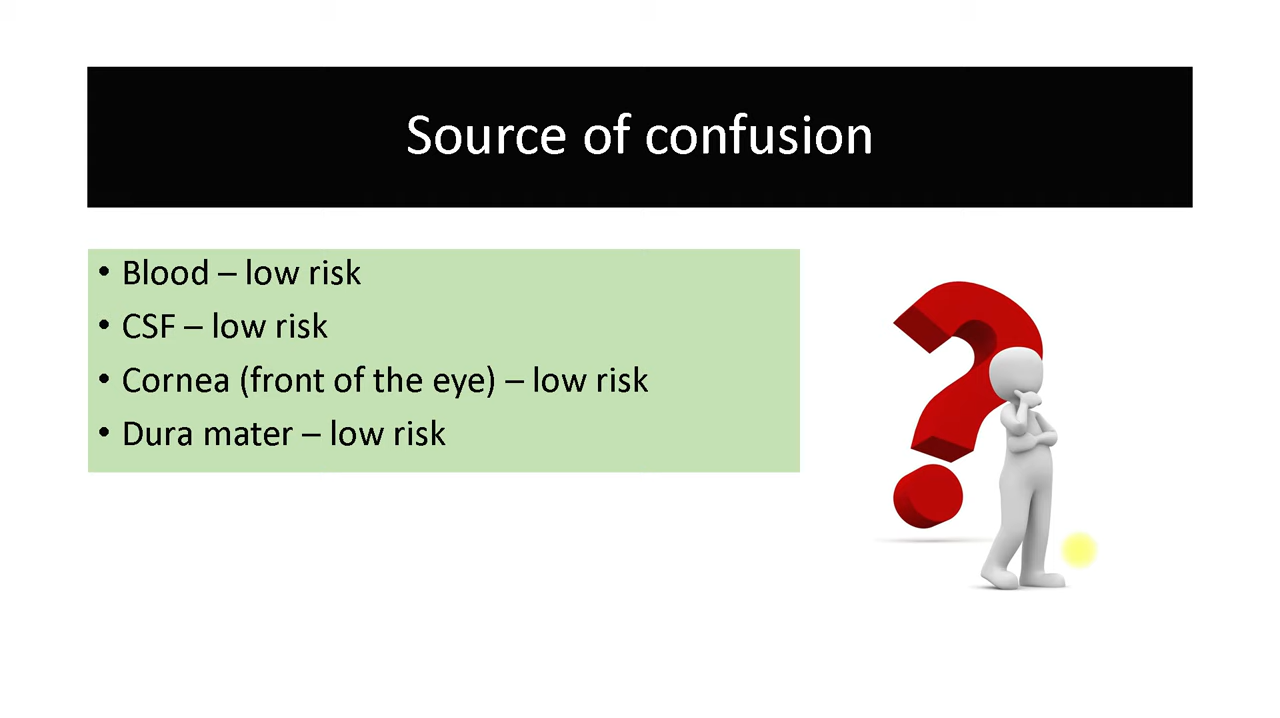 Source of confusion
• Blood – low risk
• CSF – low risk
• Cornea (front of the eye) – low risk
• Dura mater – low risk